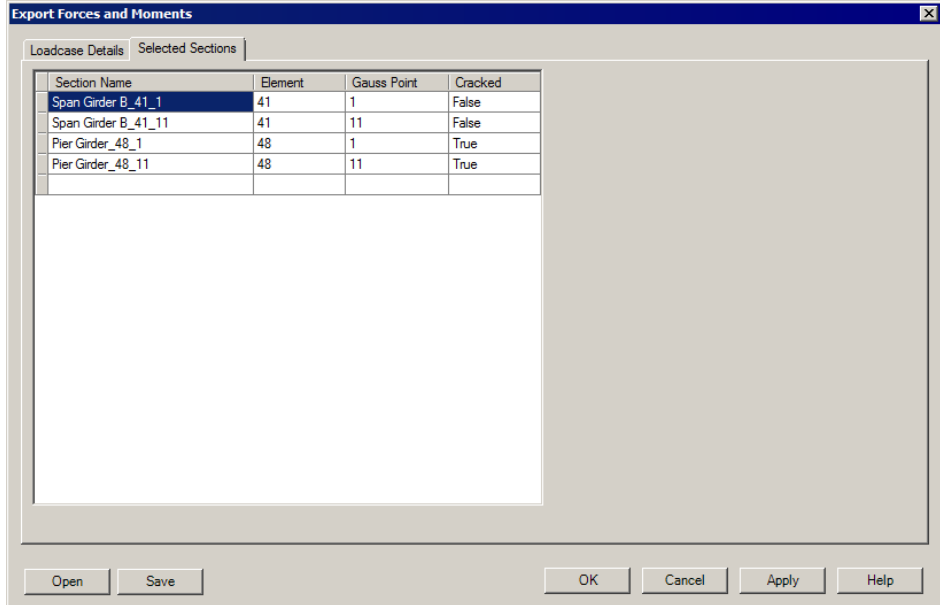 Export Forces and Moments
Loadcase Details Selected Sections
Section Name Element Gauss Point Cracked
Span Girder B_41_1 41 1 False
Span Girder B_41_11 41 11 False
Pier Girder_48_1 48 1 True
Pier Girder_48_11 48 11 True
Open Save OK Cancel Apply Help